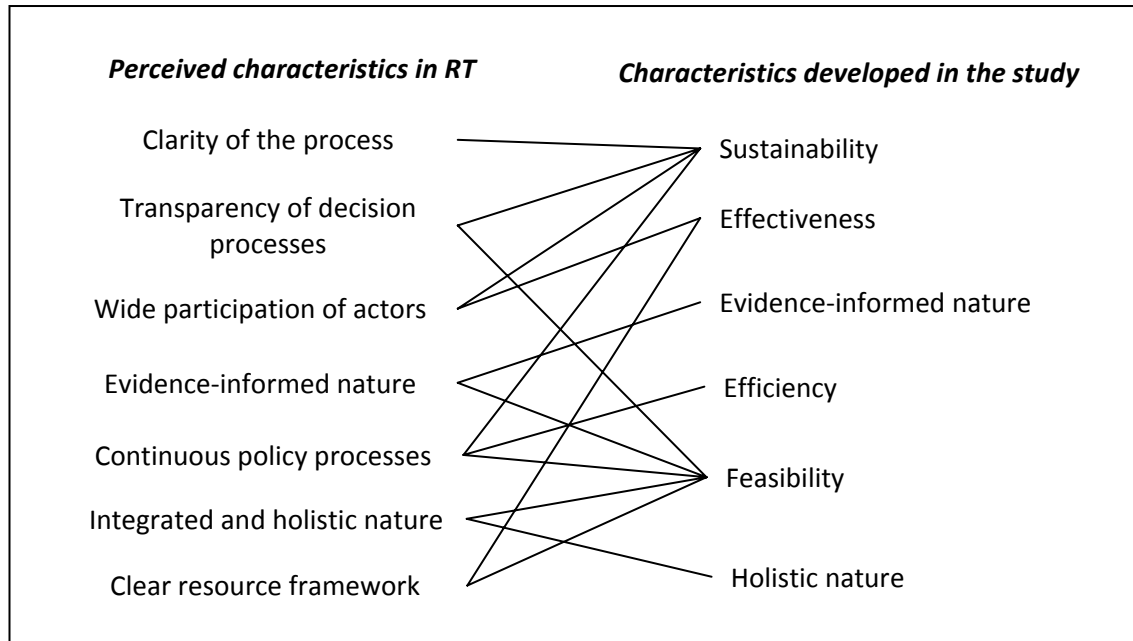 Perceived characteristics in RT
Clarity of the process
Transparency of decision
processes
Wide participation of actors
Evidence-informed nature
Continuous policy processes
Integrated and holistic nature
Clear resource framework
Characteristics developed in the study
Sustainability
Effectiveness
Evidence-informed nature
Efficiency
Feasibility
Holistic nature